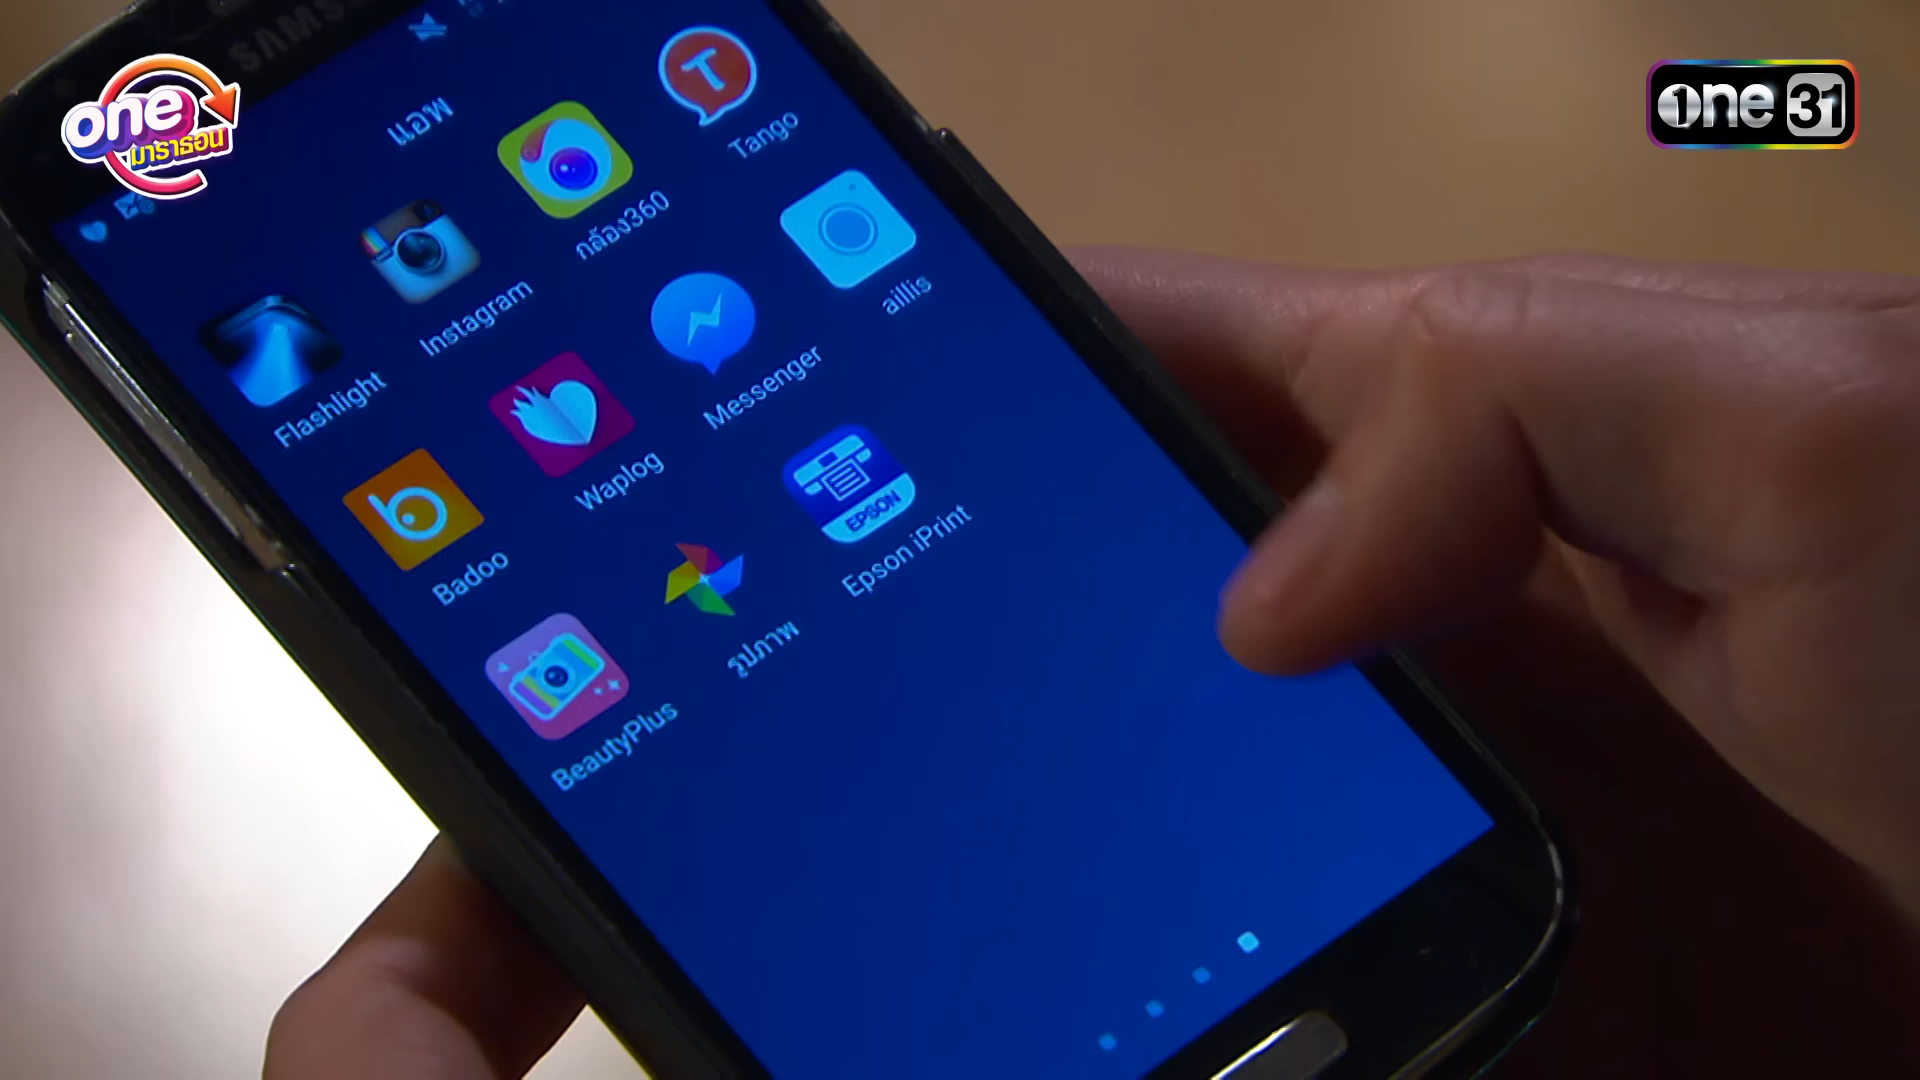 SAMSUNG
one
มาราธอน
one 31
แอพ
Flashlight
Instagram
กล้อง360
Tango
Badoo
Waplog
Messenger
aillis
BeautyPlus
รูปภาพ
EPSON
Epson iPrint